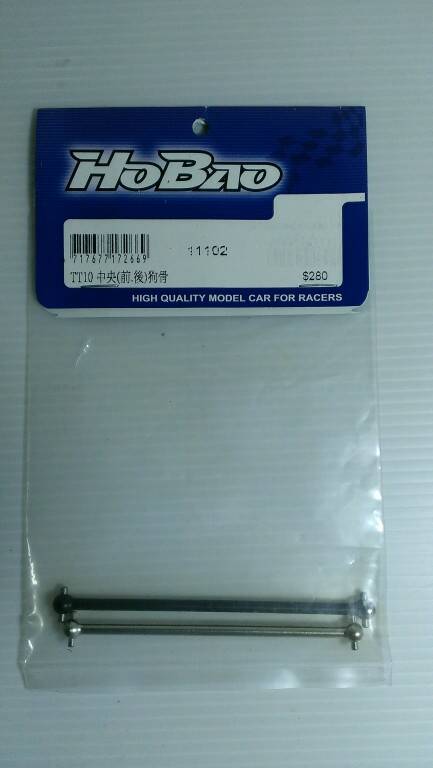 HOBAO
11102
717677172669
TT10 中央(前.後)狗骨
$280
HIGH QUALITY MODEL CAR FOR RACERS